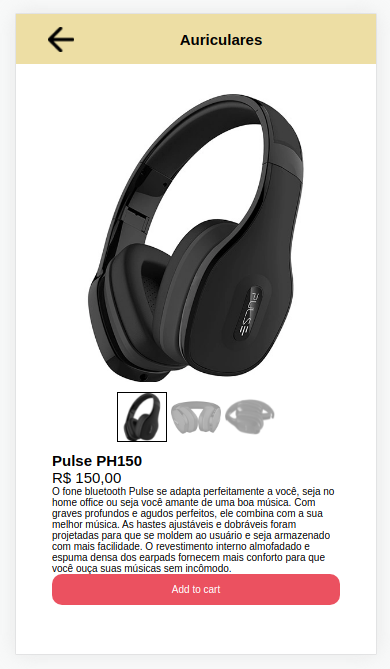 Auriculares
PULSE
Pulse PH150
R$ 150,00
O fone bluetooth Pulse se adapta perfeitamente a você, seja no
home office ou seja você amante de uma boa música. Com
graves profundos e agudos perfeitos, ele combina com a sua
melhor música. As hastes ajustáveis e dobráveis foram
projetadas para que se moldem ao usuário e seja armazenado
com mais facilidade. O revestimento interno almofadado e
espuma densa dos earpads fornecem mais conforto para que
você ouça suas músicas sem incômodo.
Add to cart